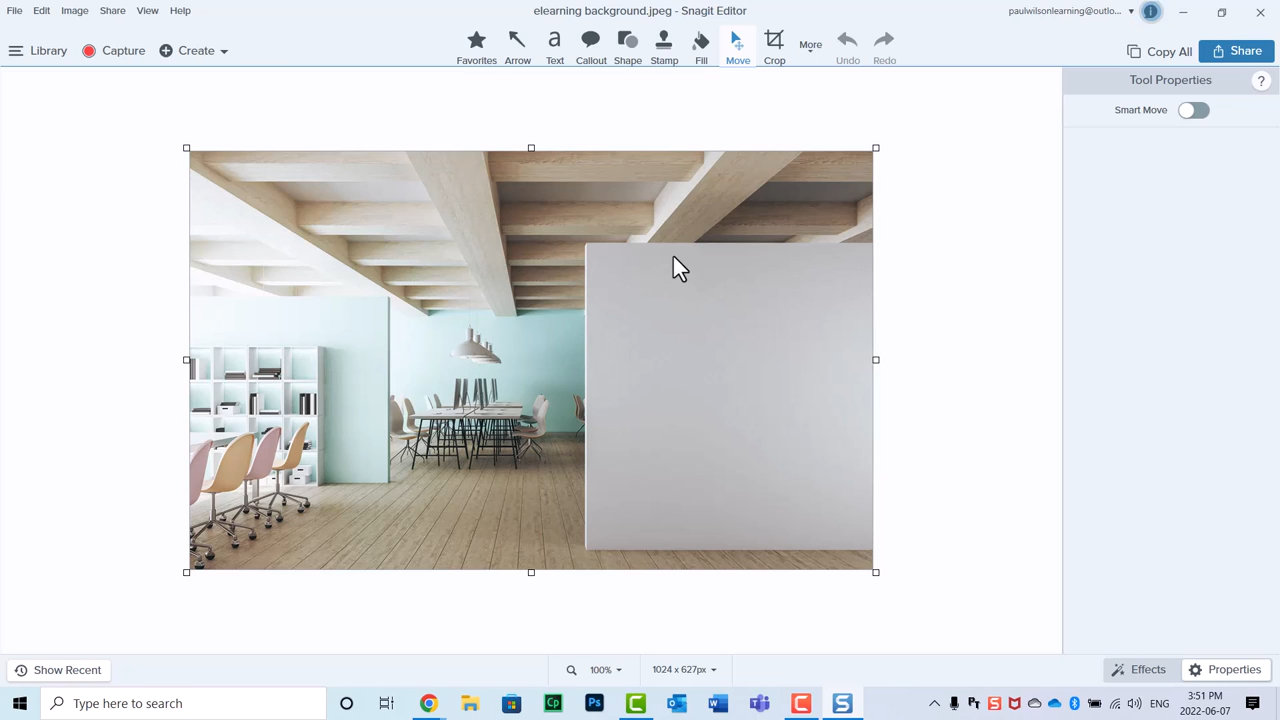 File Edit Image Share View Help
elearning background.jpeg - Snagit Editor
paulwilsonlearning@outlo...
Library Capture Create
Favorites Arrow Text Callout Shape Stamp Fill Move Crop More Undo Redo
Copy All Share
Tool Properties ?
Smart Move
Show Recent
100%
1024 x 627px
Effects Properties
Type here to search
ENG
3:51 PM
2022-06-07